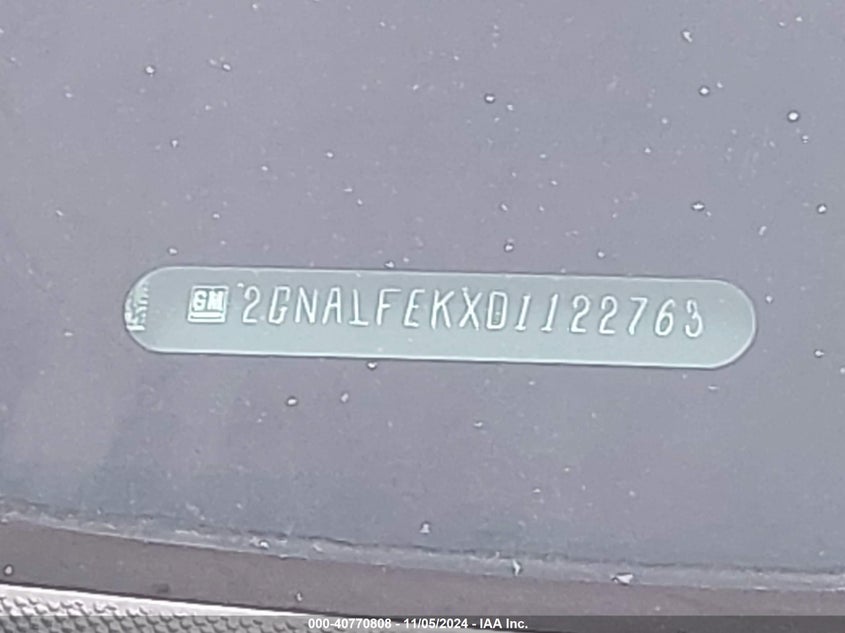 GM 2GNALFEKXD1122763
000-40770808 - 11/05/2024 - IAA Inc.